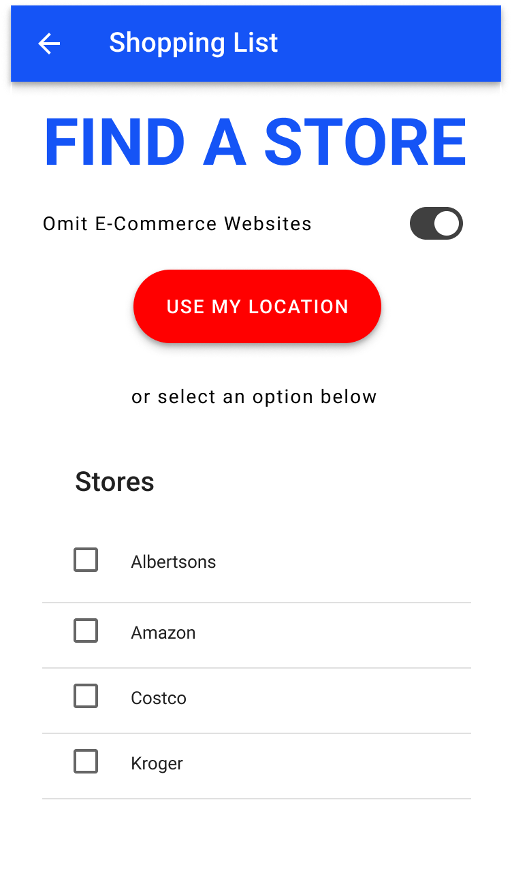 Shopping List
FIND A STORE
Omit E-Commerce Websites
USE MY LOCATION
or select an option below
Stores
Albertsons
Amazon
Costco
Kroger